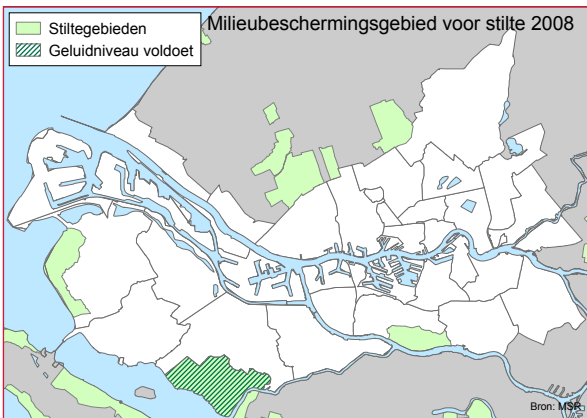 Milieubeschermingsgebied voor stilte 2008
Stiltegebieden
Geluidniveau voldoet
Bron: MSR